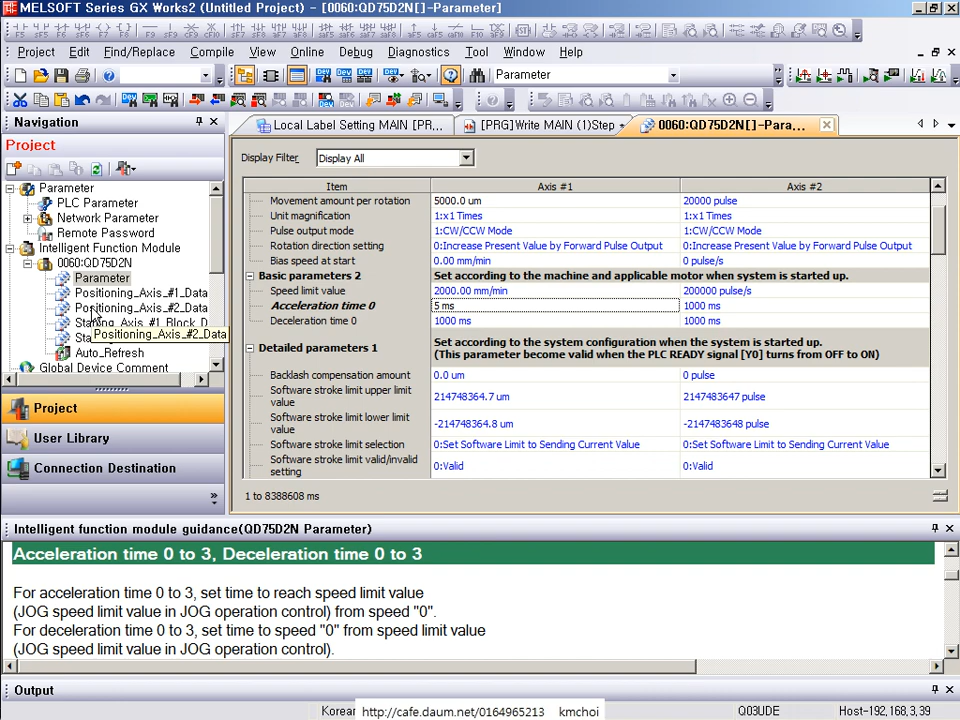 MELSOFT Series GX Works2 (Untitled Project) - [0060:QD75D2N[]-Parameter]
Project Edit Find/Replace Compile View Online Debug Diagnostics Tool Window Help
Parameter
Navigation
Local Label Setting MAIN [PR...
[PRG]Write MAIN (1)Step
0060:QD75D2N[]-Para...
Project
Parameter
PLC Parameter
Network Parameter
Remote Password
Intelligent Function Module
0060:QD75D2N
Parameter
Positioning_Axis_#1_Data
Positioning_Axis_#2_Data
Starting_Axis_#1_Block_D
Sta
Positioning_Axis_#2_Data
Auto_Refresh
Global Device Comment
Project
User Library
Connection Destination
Display Filter Display All
Item Axis #1 Axis #2
Movement amount per rotation 5000.0 um 20000 pulse
Unit magnification 1:x1 Times 1:x1 Times
Pulse output mode 1:CW/CCW Mode 1:CW/CCW Mode
Rotation direction setting 0:Increase Present Value by Forward Pulse Output 0:Increase Present Value by Forward Pulse Output
Bias speed at start 0.00 mm/min 0 pulse/s
Basic parameters 2 Set according to the machine and applicable motor when system is started up.
Speed limit value 2000.00 mm/min 200000 pulse/s
Acceleration time 0 5 ms 1000 ms
Deceleration time 0 1000 ms 1000 ms
Detailed parameters 1 Set according to the system configuration when the system is started up.
(This parameter become valid when the PLC READY signal [Y0] turns from OFF to ON)
Backlash compensation amount 0.0 um 0 pulse
Software stroke limit upper limit
value 214748364.7 um 2147483647 pulse
Software stroke limit lower limit
value -214748364.8 um -2147483648 pulse
Software stroke limit selection 0:Set Software Limit to Sending Current Value 0:Set Software Limit to Sending Current Value
Software stroke limit valid/invalid
setting 0:Valid 0:Valid
1 to 8388608 ms
Intelligent function module guidance(QD75D2N Parameter)
Acceleration time 0 to 3, Deceleration time 0 to 3
For acceleration time 0 to 3, set time to reach speed limit value
(JOG speed limit value in JOG operation control) from speed "0".
For deceleration time 0 to 3, set time to speed "0" from speed limit value
(JOG speed limit value in JOG operation control).
Output
Korean
http://cafe.daum.net/0164965213 kmchoi
Q03UDE
Host-192,168,3,39